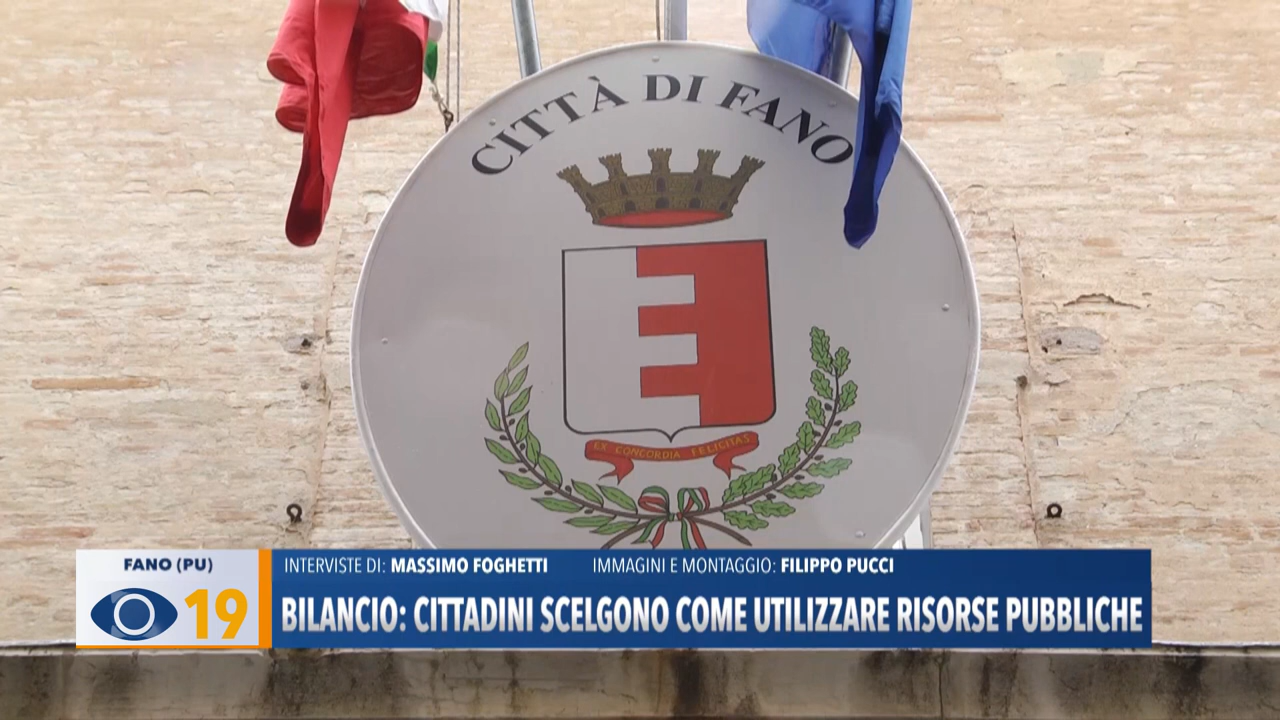 CITTÀ DI FANO
EX CONCORDIA FELICITAS
FANO (PU)
19
INTERVISTE DI: MASSIMO FOGHETTI IMMAGINI E MONTAGGIO: FILIPPO PUCCI
BILANCIO: CITTADINI SCELGONO COME UTILIZZARE RISORSE PUBBLICHE